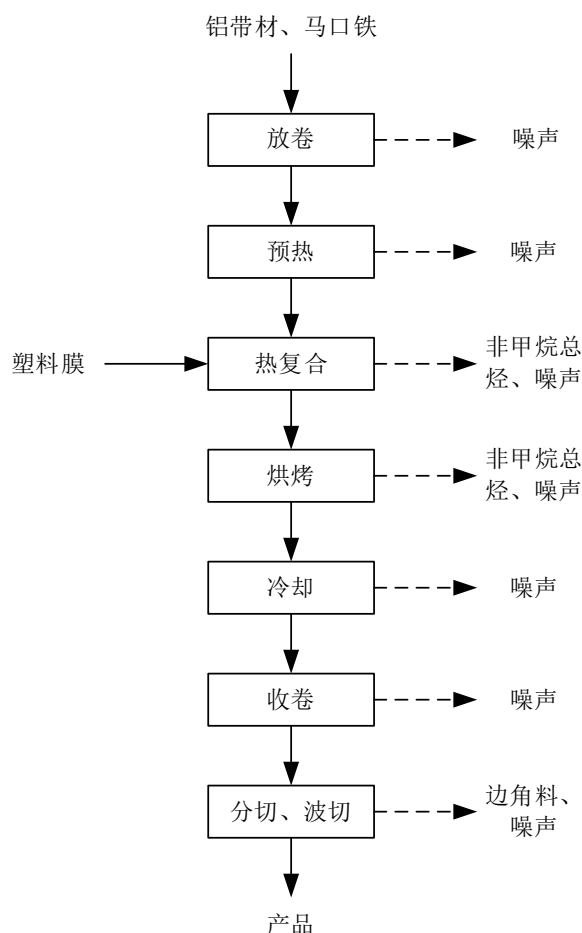 铝带材、马口铁
放卷
噪声
预热
噪声
塑料膜
热复合
非甲烷总
烃、噪声
烘烤
非甲烷总
烃、噪声
冷却
噪声
收卷
噪声
分切、波切
边角料、
噪声
产品